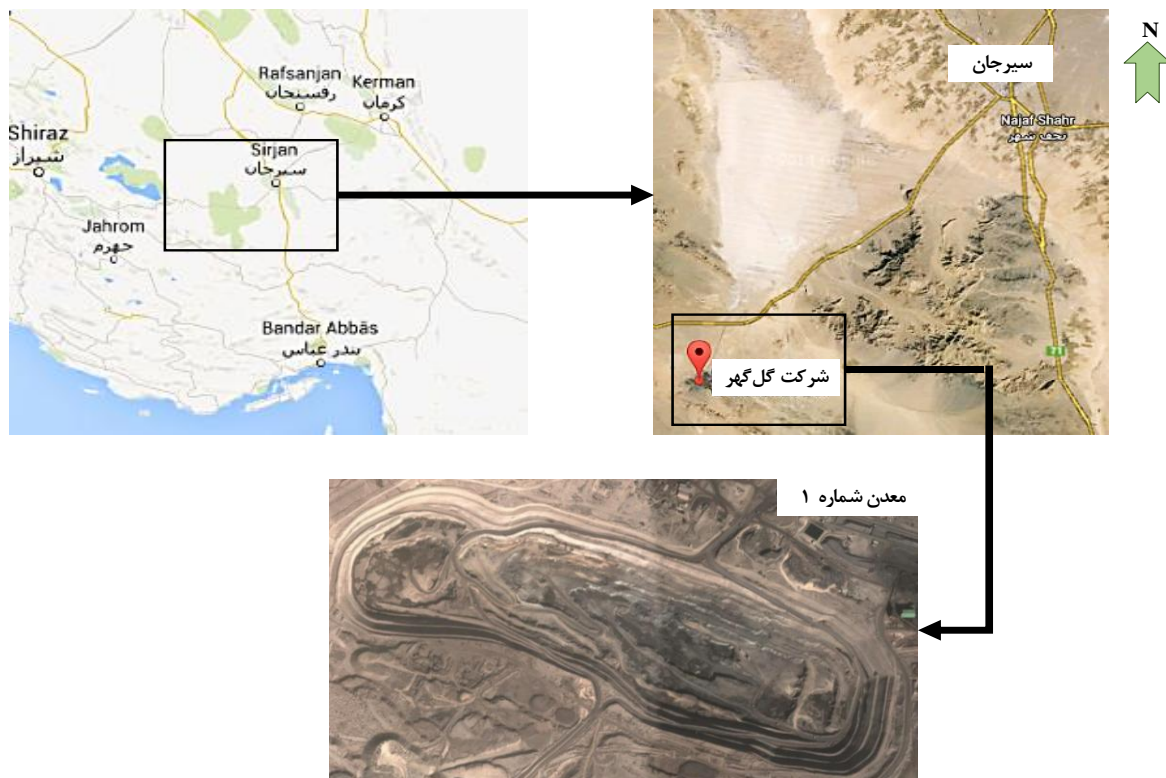 Rafsanjan
رفسنجان
Kerman
کرمان
Shiraz
شیراز
Sirjan
سیرجان
Jahrom
جهرم
Bandar Abbās
بندر عباس
سیرجان
N
Najaf Shahr
نجف شهر
71
شرکت گل‌گهر
معدن شماره ۱